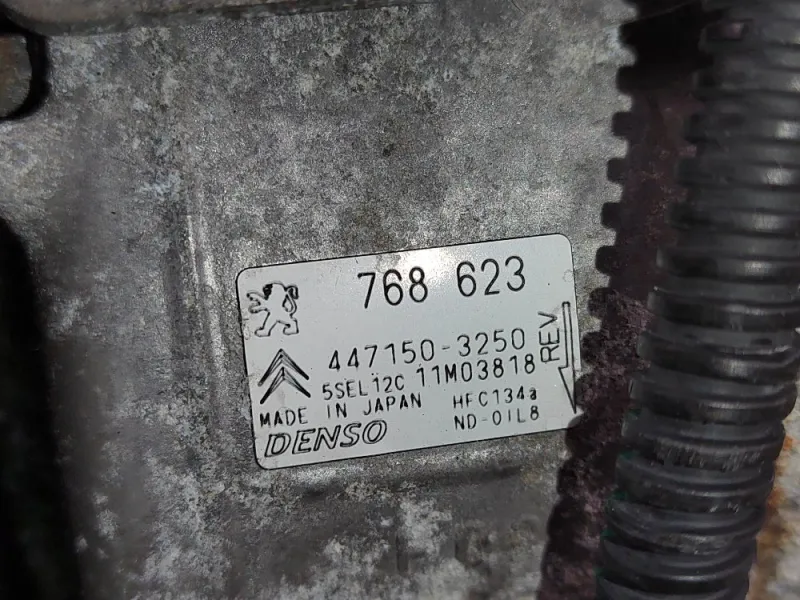 768 623
447150-3250
5SEL12C 11M03818
REV
MADE IN JAPAN HFC134a
DENSO ND-OIL8